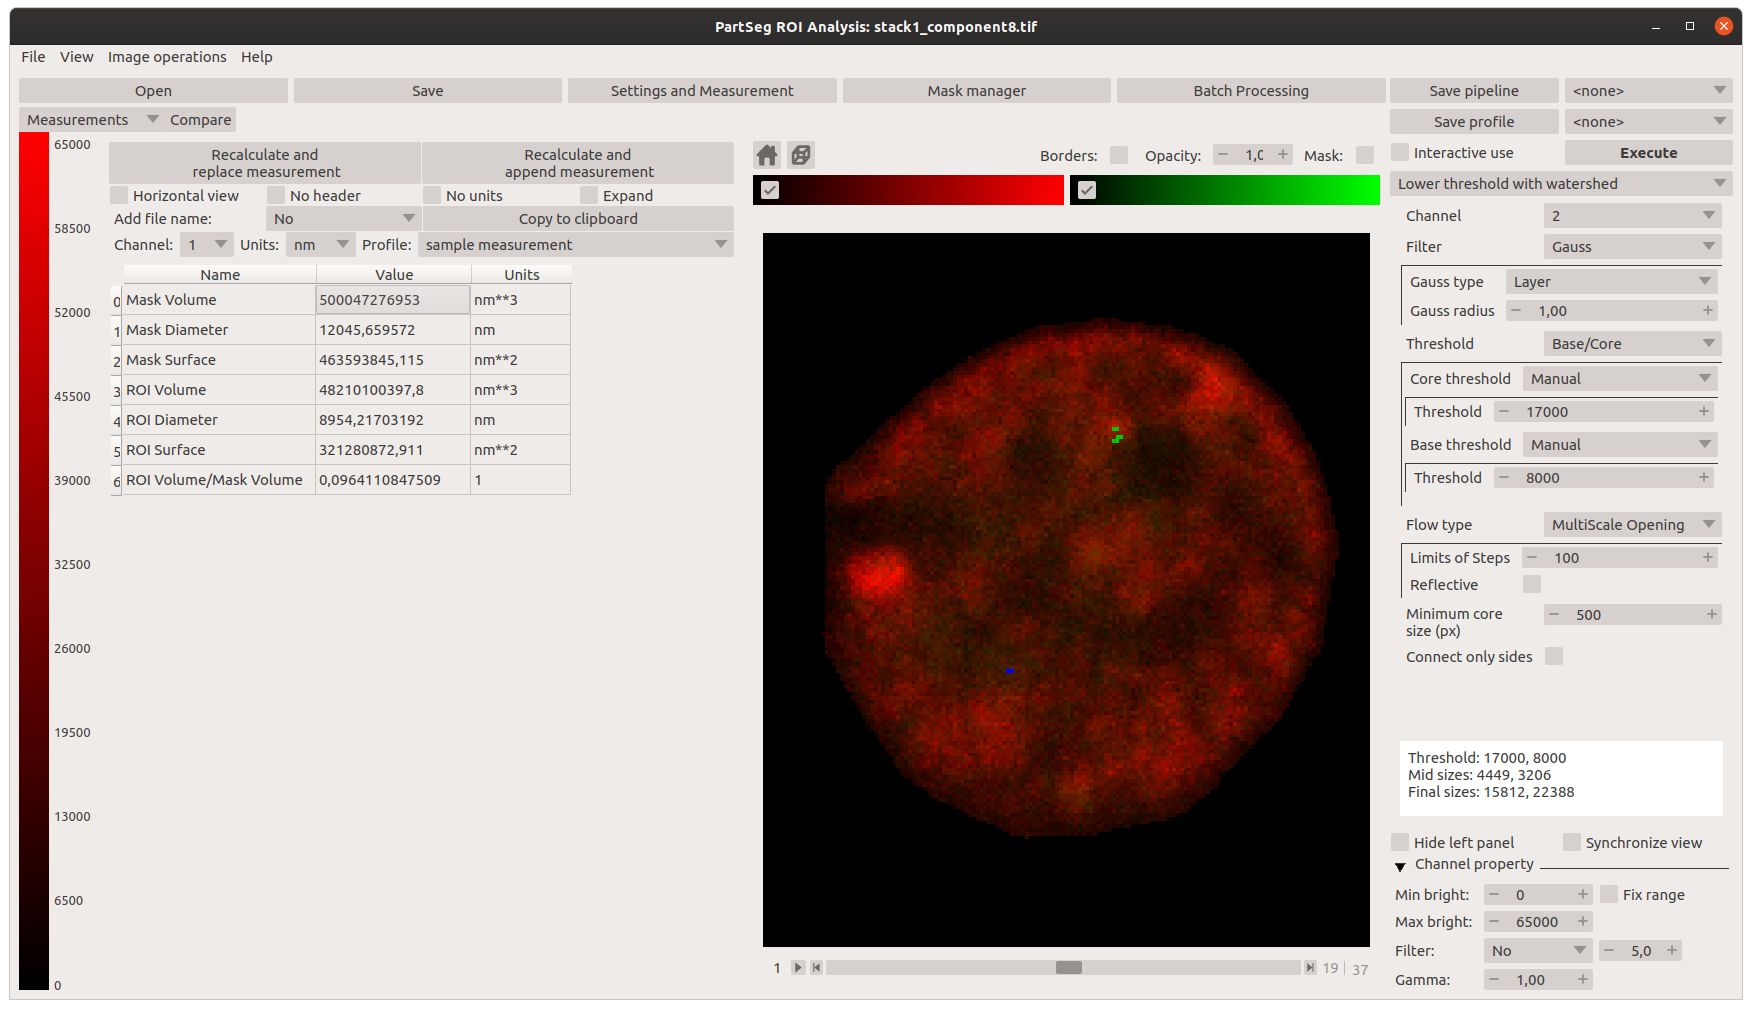 PartSeg ROI Analysis: stack1_component8.tif
File View Image operations Help
Open Save Settings and Measurement Mask manager Batch Processing Save pipeline <none>
Measurements Compare Save profile <none>
65000
58500
52000
45500
39000
32500
26000
19500
13000
6500
0
Recalculate and
replace measurement
Recalculate and
append measurement
Horizontal view No header No units Expand
Add file name: No Copy to clipboard
Channel: 1 Units: nm Profile: sample measurement
Name Value Units
0 Mask Volume 500047276953 nm**3
1 Mask Diameter 12045,659572 nm
2 Mask Surface 463593845,115 nm**2
3 ROI Volume 48210100397,8 nm**3
4 ROI Diameter 8954,21703192 nm
5 ROI Surface 321280872,911 nm**2
6 ROI Volume/Mask Volume 0,0964110847509 1
Borders: Opacity: 1,0 Mask:
1 19 37
Interactive use Execute
Lower threshold with watershed
Channel 2
Filter Gauss
Gauss type Layer
Gauss radius 1,00
Threshold Base/Core
Core threshold Manual
Threshold 17000
Base threshold Manual
Threshold 8000
Flow type MultiScale Opening
Limits of Steps 100
Reflective
Minimum core
size (px)
500
Connect only sides
Threshold: 17000, 8000
Mid sizes: 4449, 3206
Final sizes: 15812, 22388
Hide left panel Synchronize view
Channel property
Min bright: 0 Fix range
Max bright: 65000
Filter: No 5,0
Gamma: 1,00